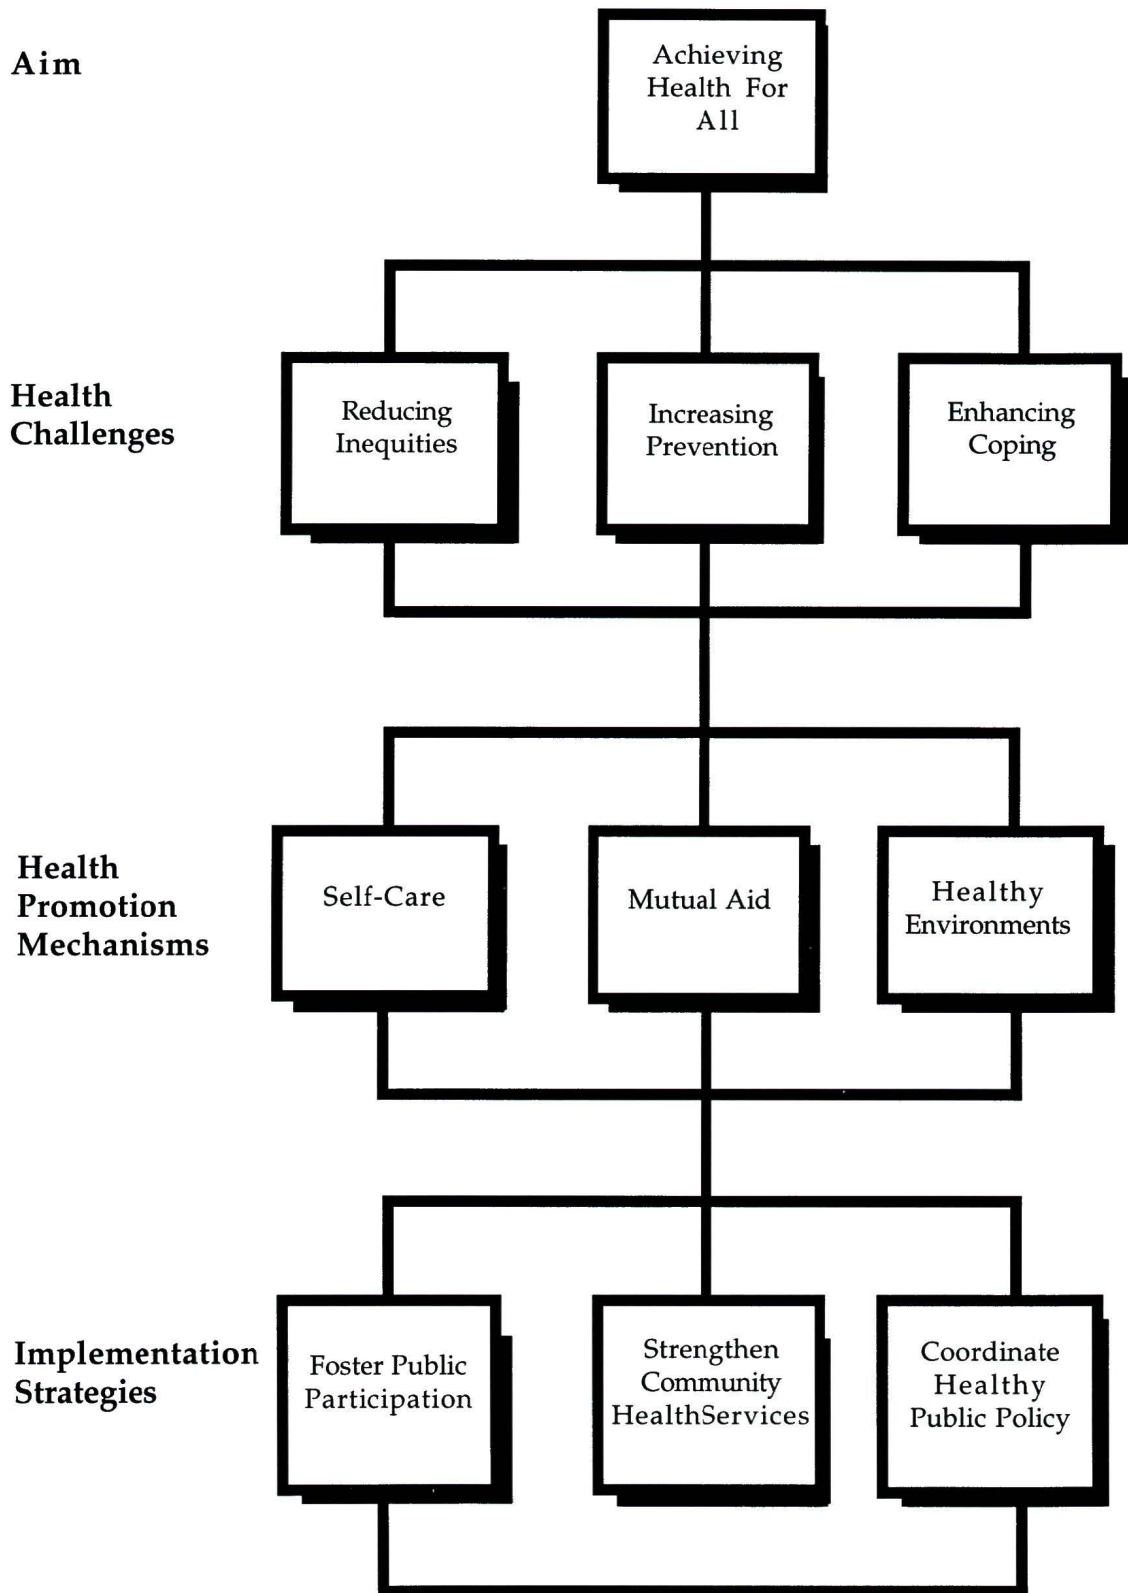 Aim
Achieving
Health For
All
Health
Challenges
Reducing
Inequities
Increasing
Prevention
Enhancing
Coping
Health
Promotion
Mechanisms
Self-Care
Mutual Aid
Healthy
Environments
Implementation
Strategies
Foster Public
Participation
Strengthen
Community
HealthServices
Coordinate
Healthy
Public Policy